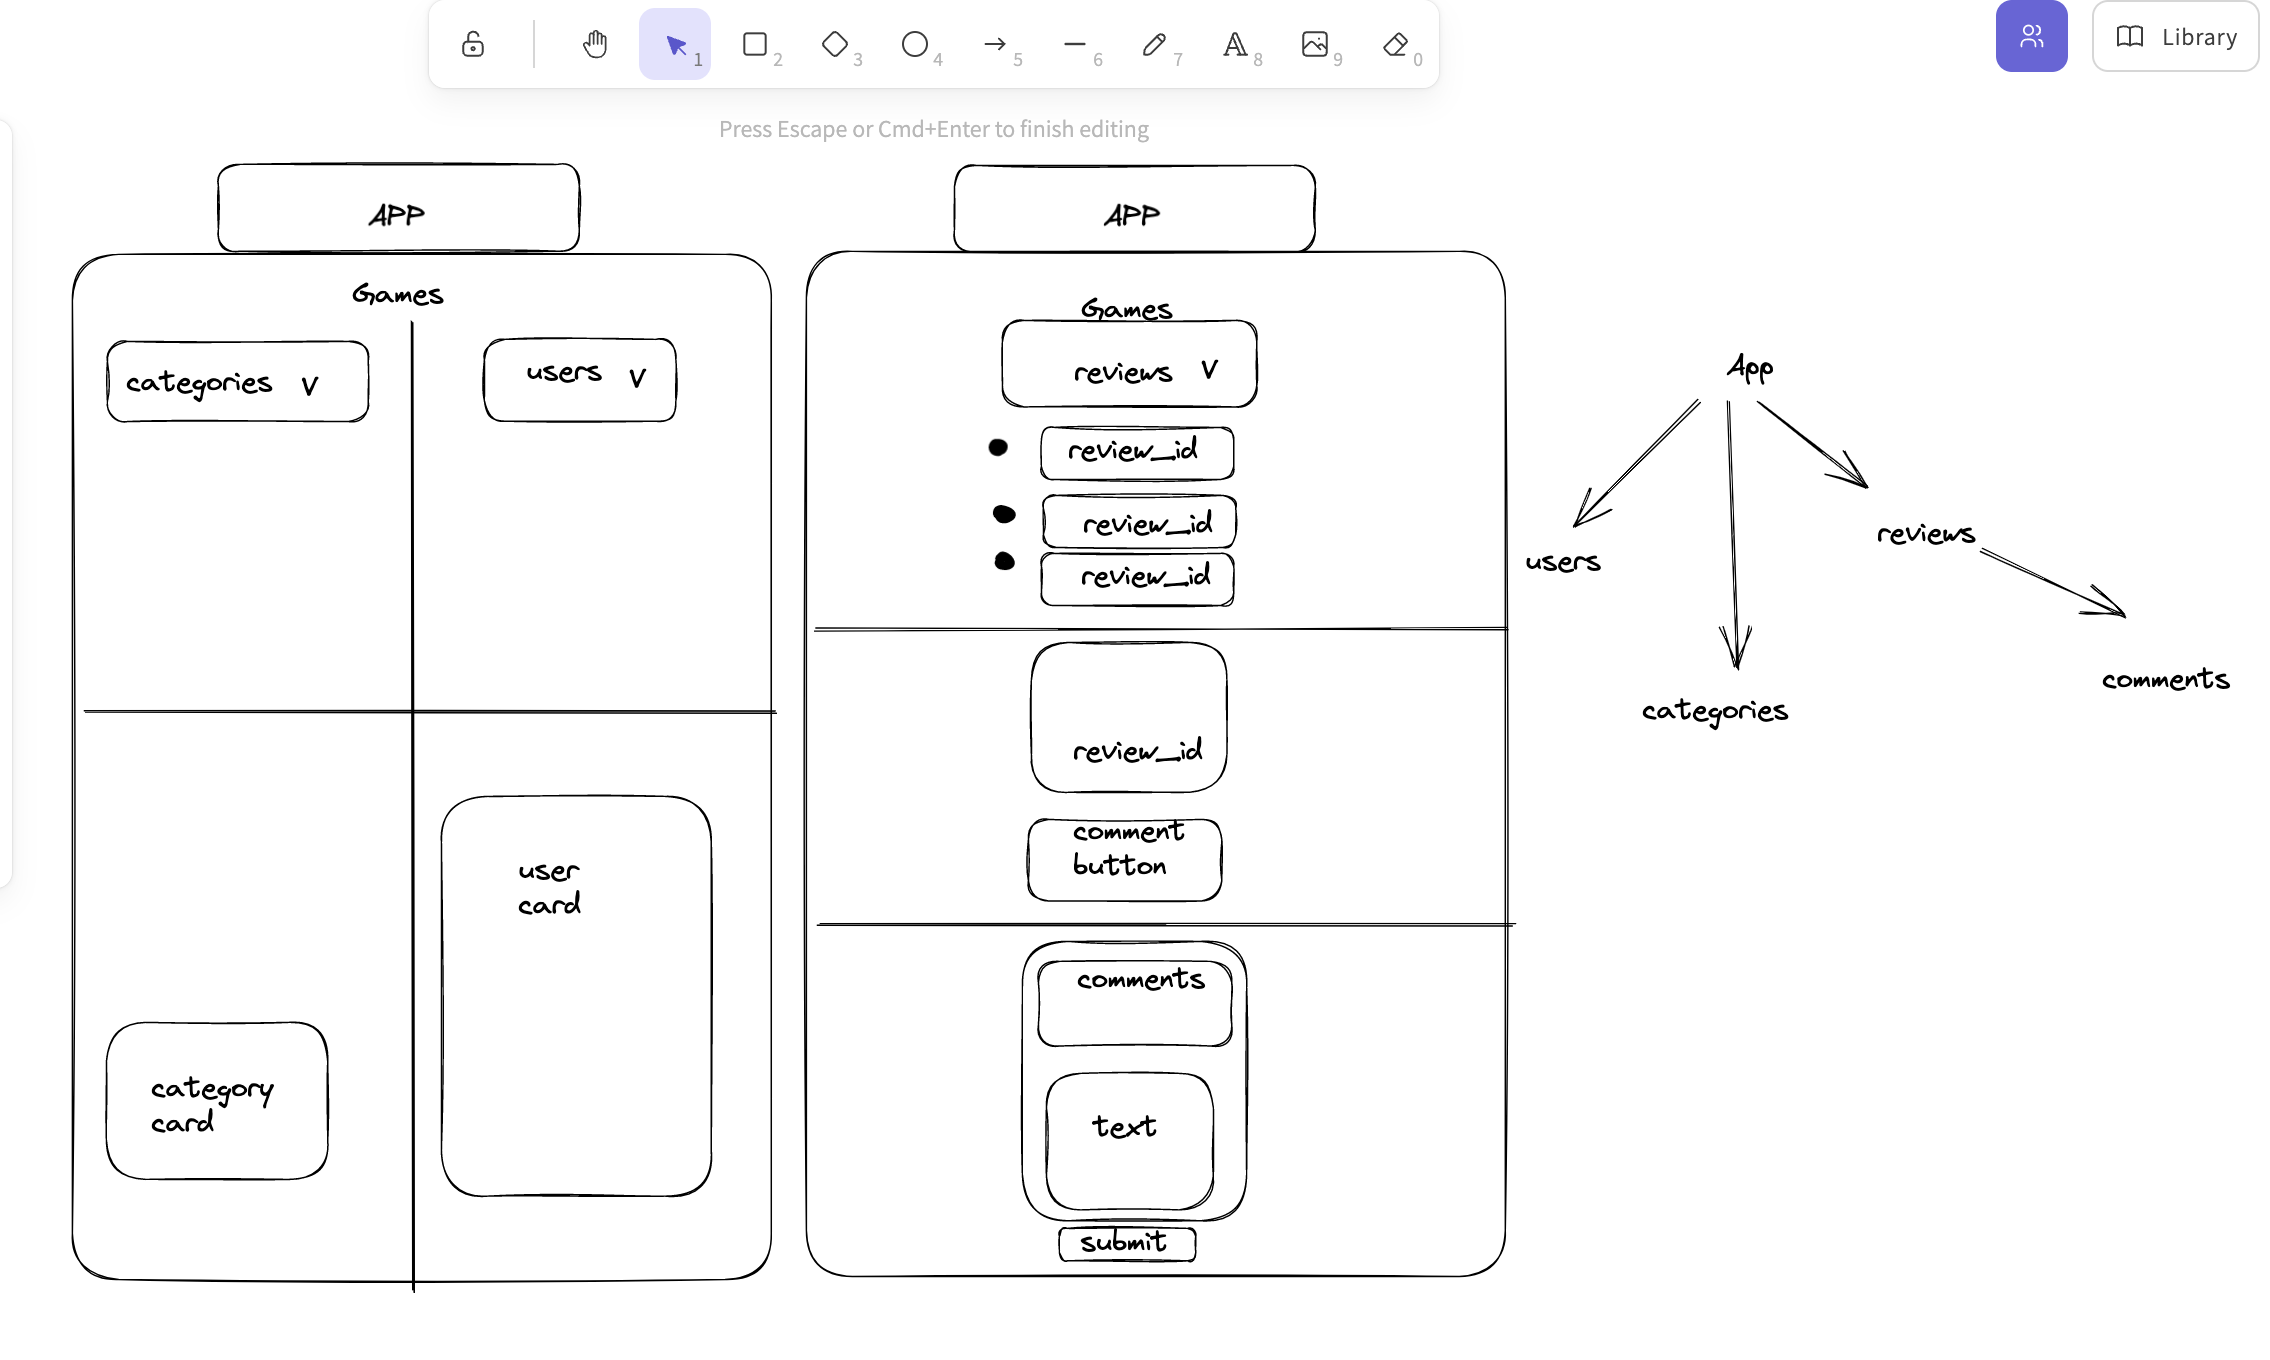 1
2
3
4
5
6
7
8
9
0
Library
Press Escape or Cmd+Enter to finish editing
APP
Games
categories V
users V
user
card
category
card
APP
Games
reviews V
review_id
review_id
review_id
review_id
comment
button
comments
text
submit
App
users
reviews
categories
comments